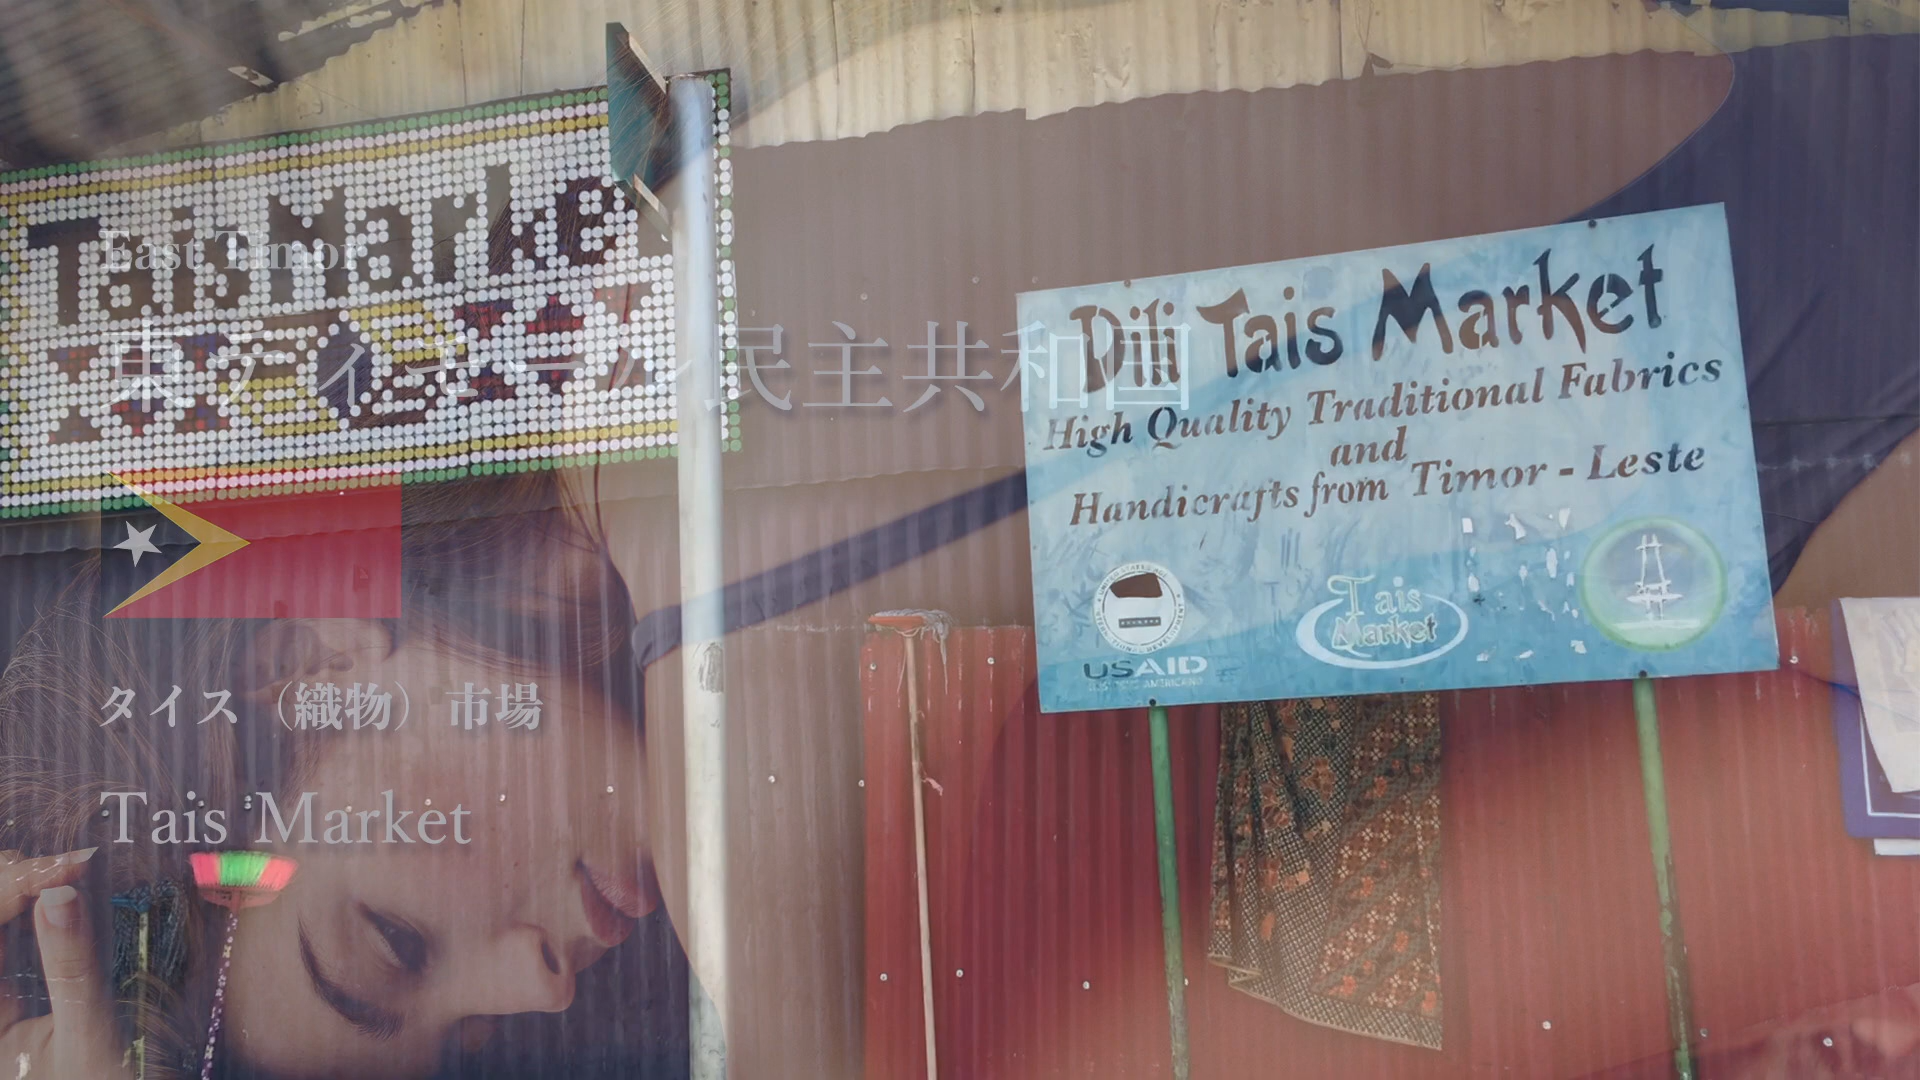 Tais Marke
East Timor
東ティモール民主共和国
タイス（織物）市場
Tais Market
Dili Tais Market
High Quality Traditional Fabrics
and
Handicrafts from Timor - Leste
USAID
Tais
Market